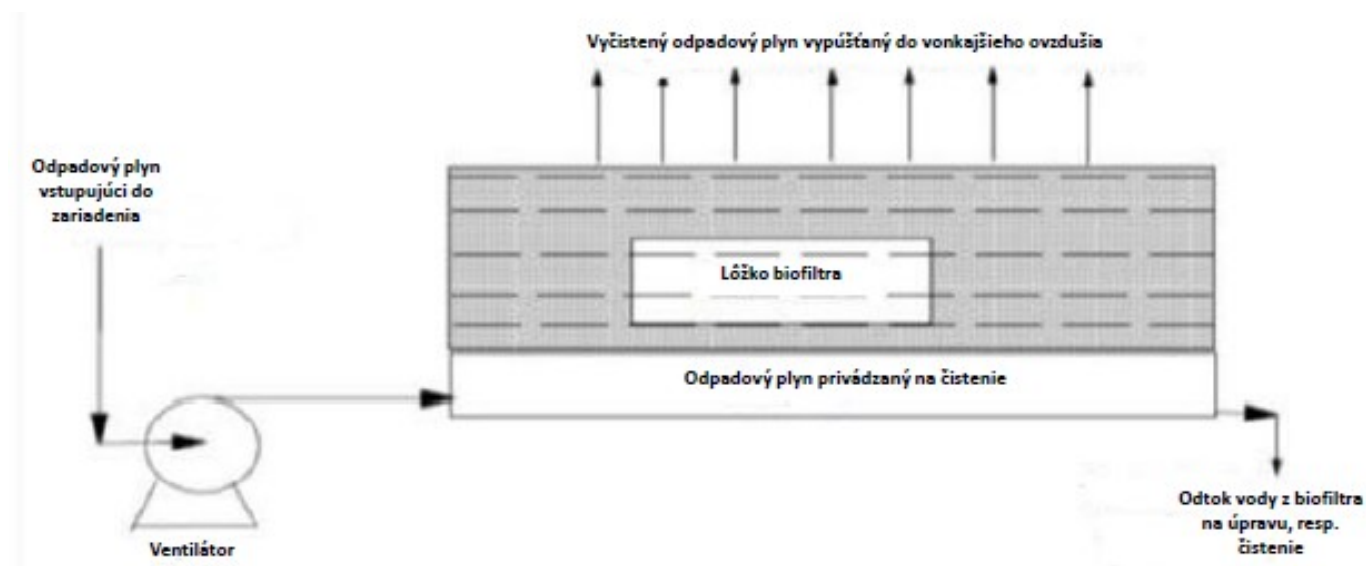 Vyčistený odpadový plyn vypúšťaný do vonkajšieho ovzdušia
Odpadový plyn
vstupujúci do
zariadenia
Lôžko biofiltra
Odpadový plyn privádzaný na čistenie
Ventilátor
Odtok vody z biofiltra
na úpravu, resp.
čistenie